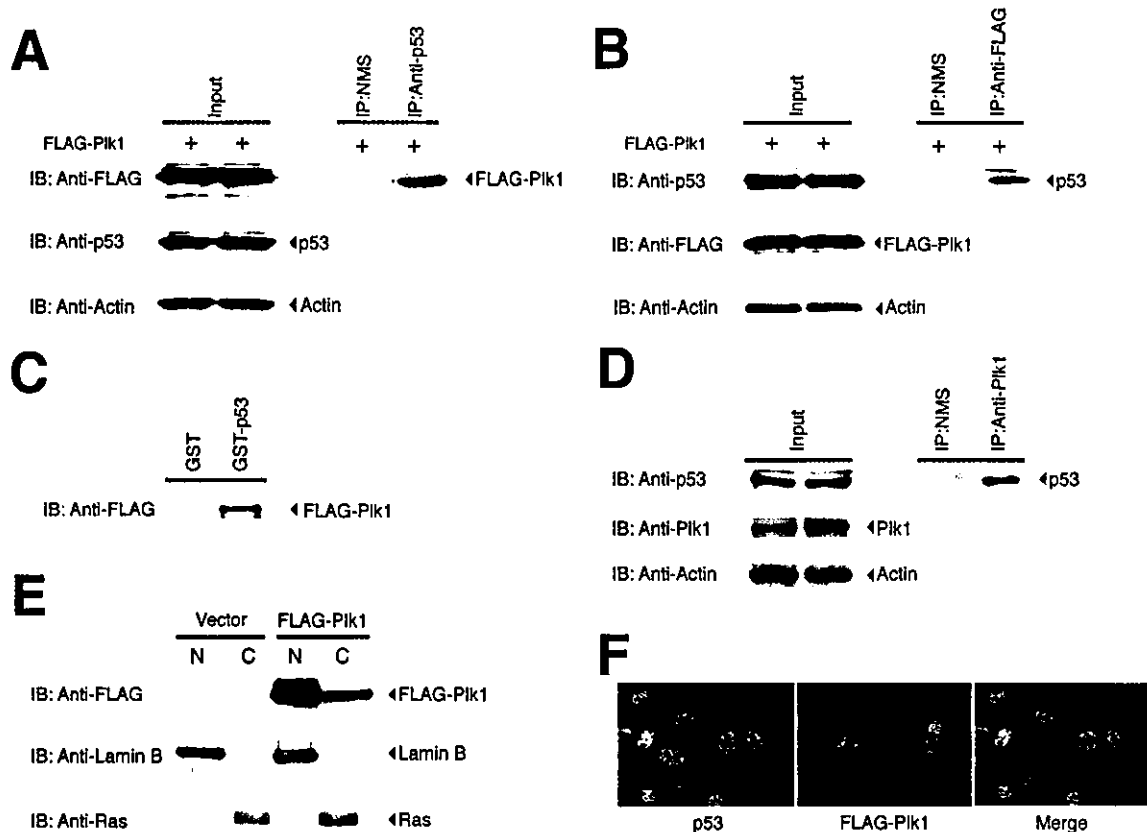 A
Input
IP:NMS
IP:Anti-p53
FLAG-Plk1 + + + +
IB: Anti-FLAG FLAG-Plk1
IB: Anti-p53 p53
IB: Anti-Actin Actin
B
Input
IP:NMS
IP:Anti-FLAG
FLAG-Plk1 + + + +
IB: Anti-p53 p53
IB: Anti-FLAG FLAG-Plk1
IB: Anti-Actin Actin
C
GST
GST-p53
IB: Anti-FLAG FLAG-Plk1
D
Input
IP:NMS
IP:Anti-Plk1
IB: Anti-p53 p53
IB: Anti-Plk1 Plk1
IB: Anti-Actin Actin
E
Vector FLAG-Plk1
N C N C
IB: Anti-FLAG FLAG-Plk1
IB: Anti-Lamin B Lamin B
IB: Anti-Ras Ras
F
p53 FLAG-Plk1 Merge